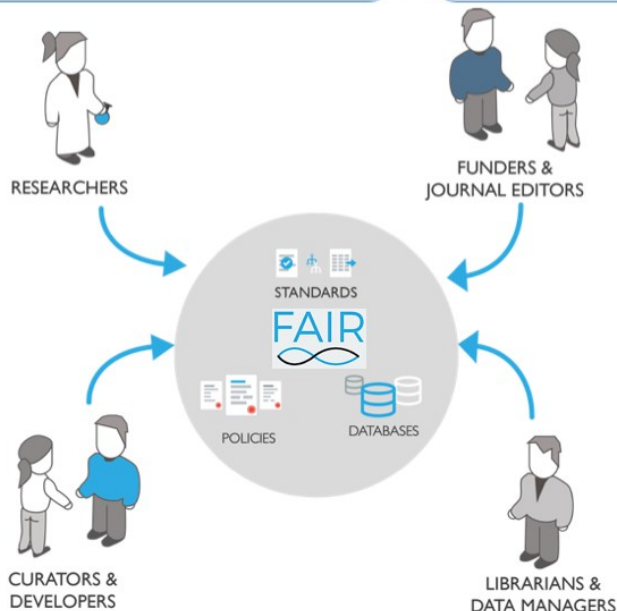 RESEARCHERS
FUNDERS &
JOURNAL EDITORS
STANDARDS
FAIR
POLICIES
DATABASES
CURATORS &
DEVELOPERS
LIBRARIANS &
DATA MANAGERS